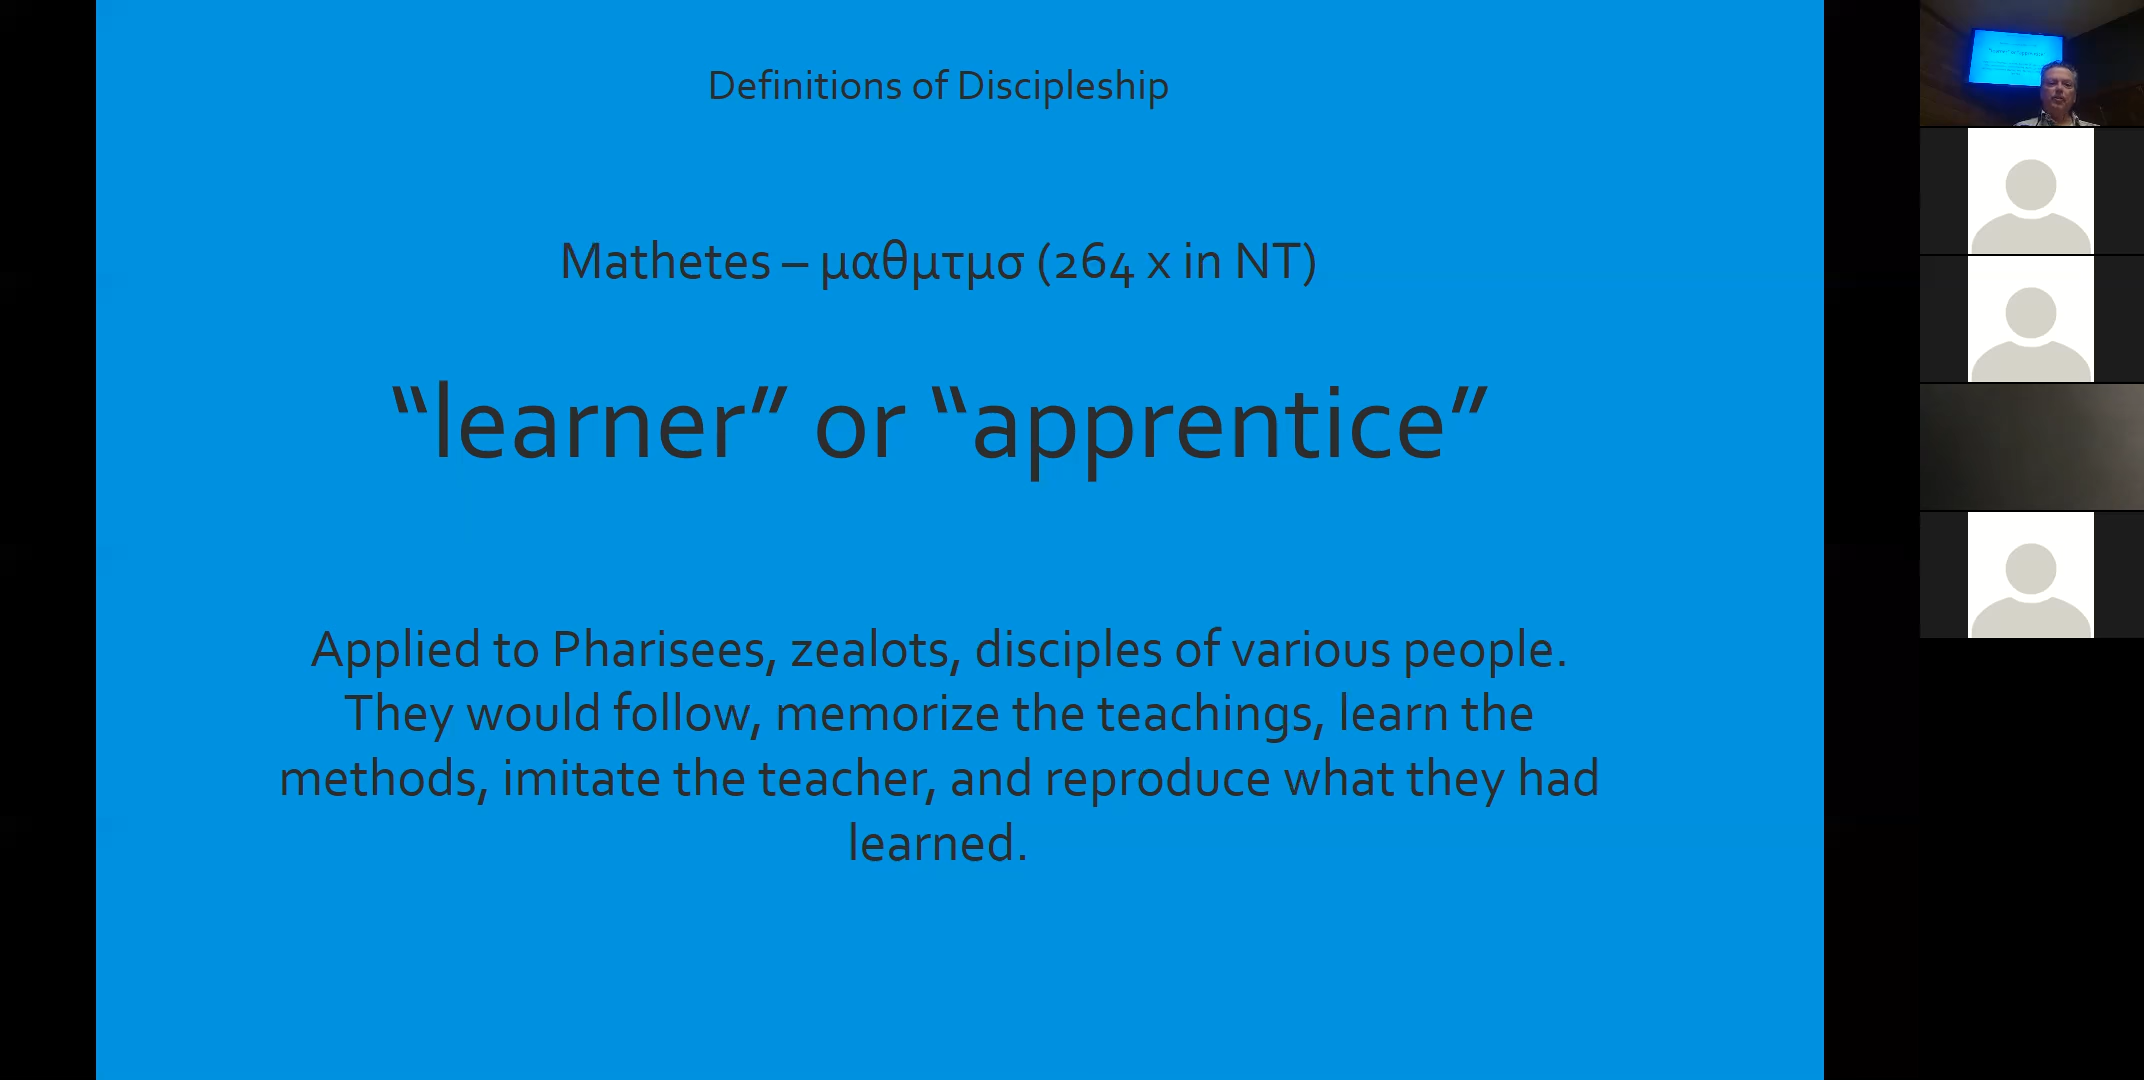 Definitions of Discipleship
Mathetes – μαθμτμσ (264 x in NT)
“learner” or “apprentice”
Applied to Pharisees, zealots, disciples of various people.
They would follow, memorize the teachings, learn the
methods, imitate the teacher, and reproduce what they had
learned.